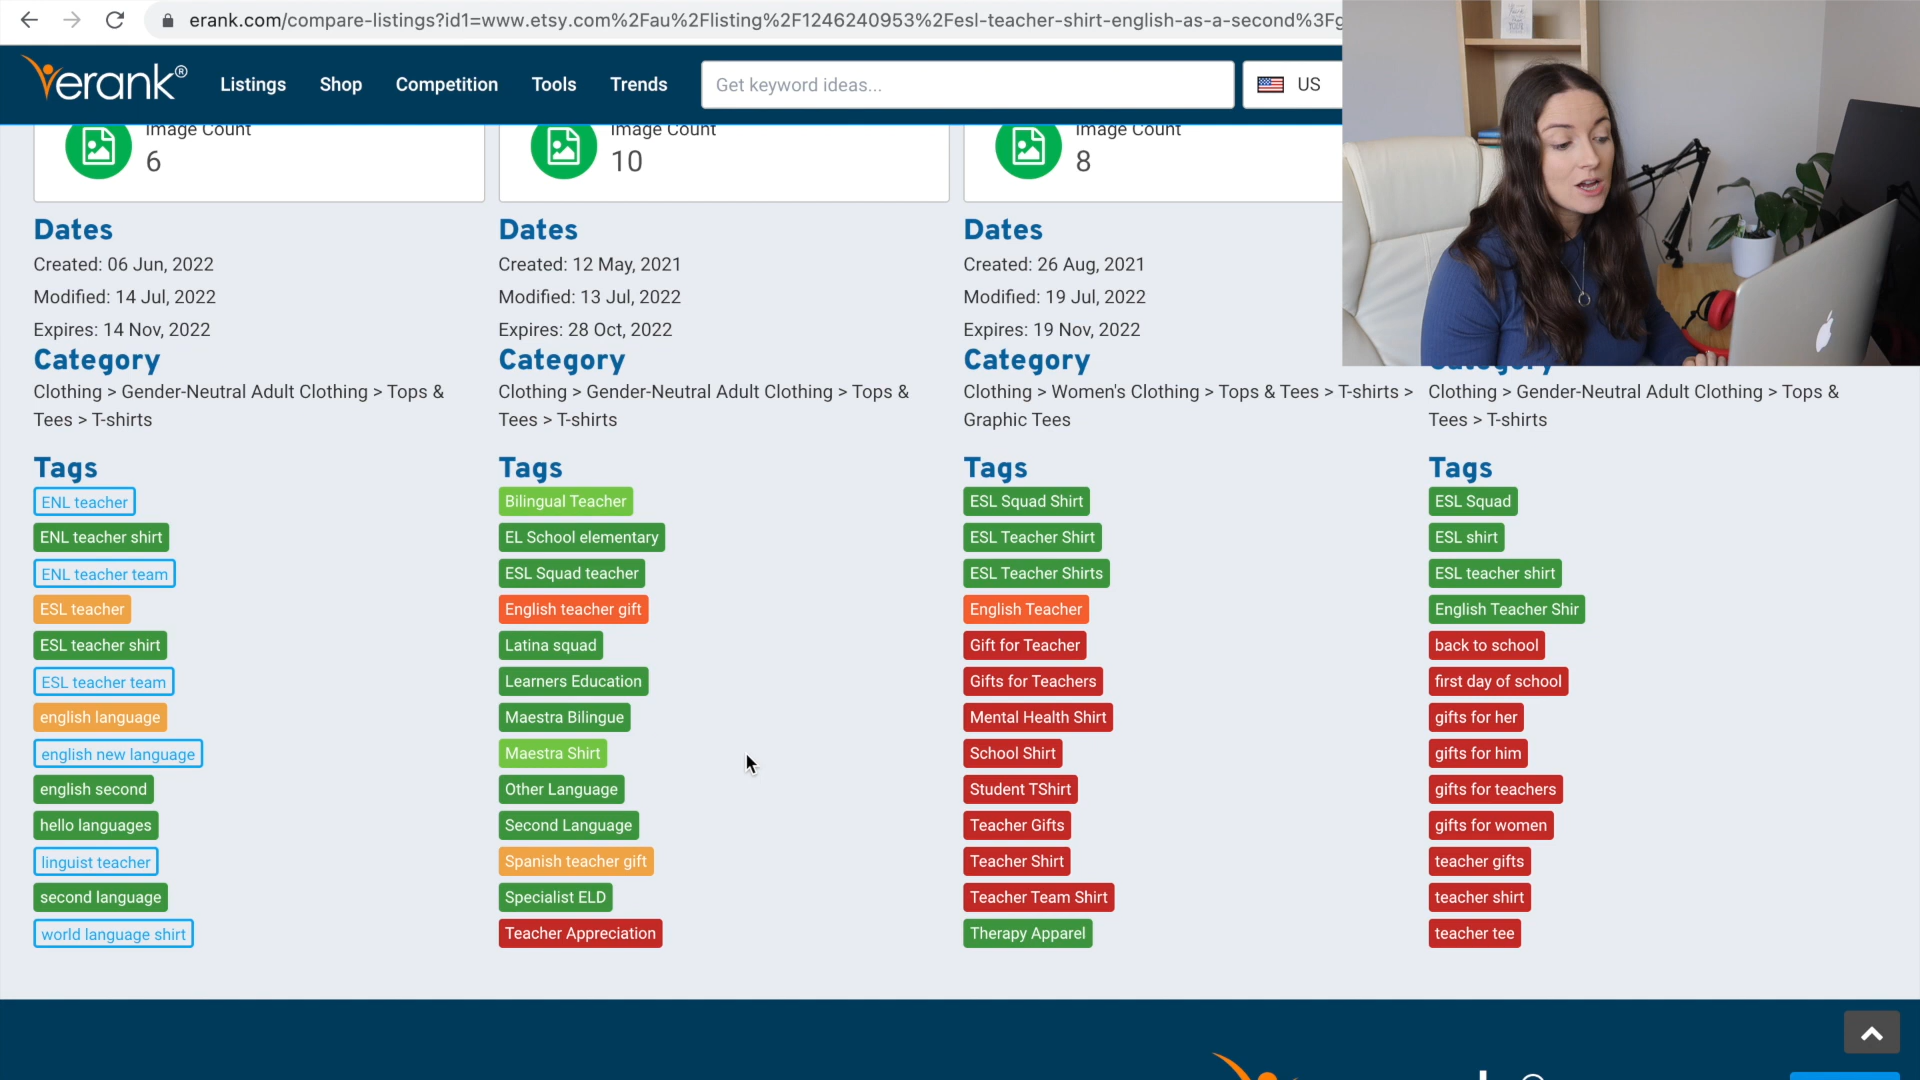 erank.com/compare-listings?id1=www.etsy.com%2Fau%2Flisting%2F1246240953%2Fesl-teacher-shirt-english-as-a-second%3Fg
erank®
Listings
Shop
Competition
Tools
Trends
Get keyword ideas...
US
Image Count
6
Image Count
10
Image Count
8
Dates
Created: 06 Jun, 2022
Modified: 14 Jul, 2022
Expires: 14 Nov, 2022
Category
Clothing > Gender-Neutral Adult Clothing > Tops &
Tees > T-shirts
Tags
ENL teacher
ENL teacher shirt
ENL teacher team
ESL teacher
ESL teacher shirt
ESL teacher team
english language
english new language
english second
hello languages
linguist teacher
second language
world language shirt
Dates
Created: 12 May, 2021
Modified: 13 Jul, 2022
Expires: 28 Oct, 2022
Category
Clothing > Gender-Neutral Adult Clothing > Tops &
Tees > T-shirts
Tags
Bilingual Teacher
EL School elementary
ESL Squad teacher
English teacher gift
Latina squad
Learners Education
Maestra Bilingue
Maestra Shirt
Other Language
Second Language
Spanish teacher gift
Specialist ELD
Teacher Appreciation
Dates
Created: 26 Aug, 2021
Modified: 19 Jul, 2022
Expires: 19 Nov, 2022
Category
Clothing > Women's Clothing > Tops & Tees > T-shirts >
Graphic Tees
Tags
ESL Squad Shirt
ESL Teacher Shirt
ESL Teacher Shirts
English Teacher
Gift for Teacher
Gifts for Teachers
Mental Health Shirt
School Shirt
Student TShirt
Teacher Gifts
Teacher Shirt
Teacher Team Shirt
Therapy Apparel
Clothing > Gender-Neutral Adult Clothing > Tops &
Tees > T-shirts
Tags
ESL Squad
ESL shirt
ESL teacher shirt
English Teacher Shir
back to school
first day of school
gifts for her
gifts for him
gifts for teachers
gifts for women
teacher gifts
teacher shirt
teacher tee